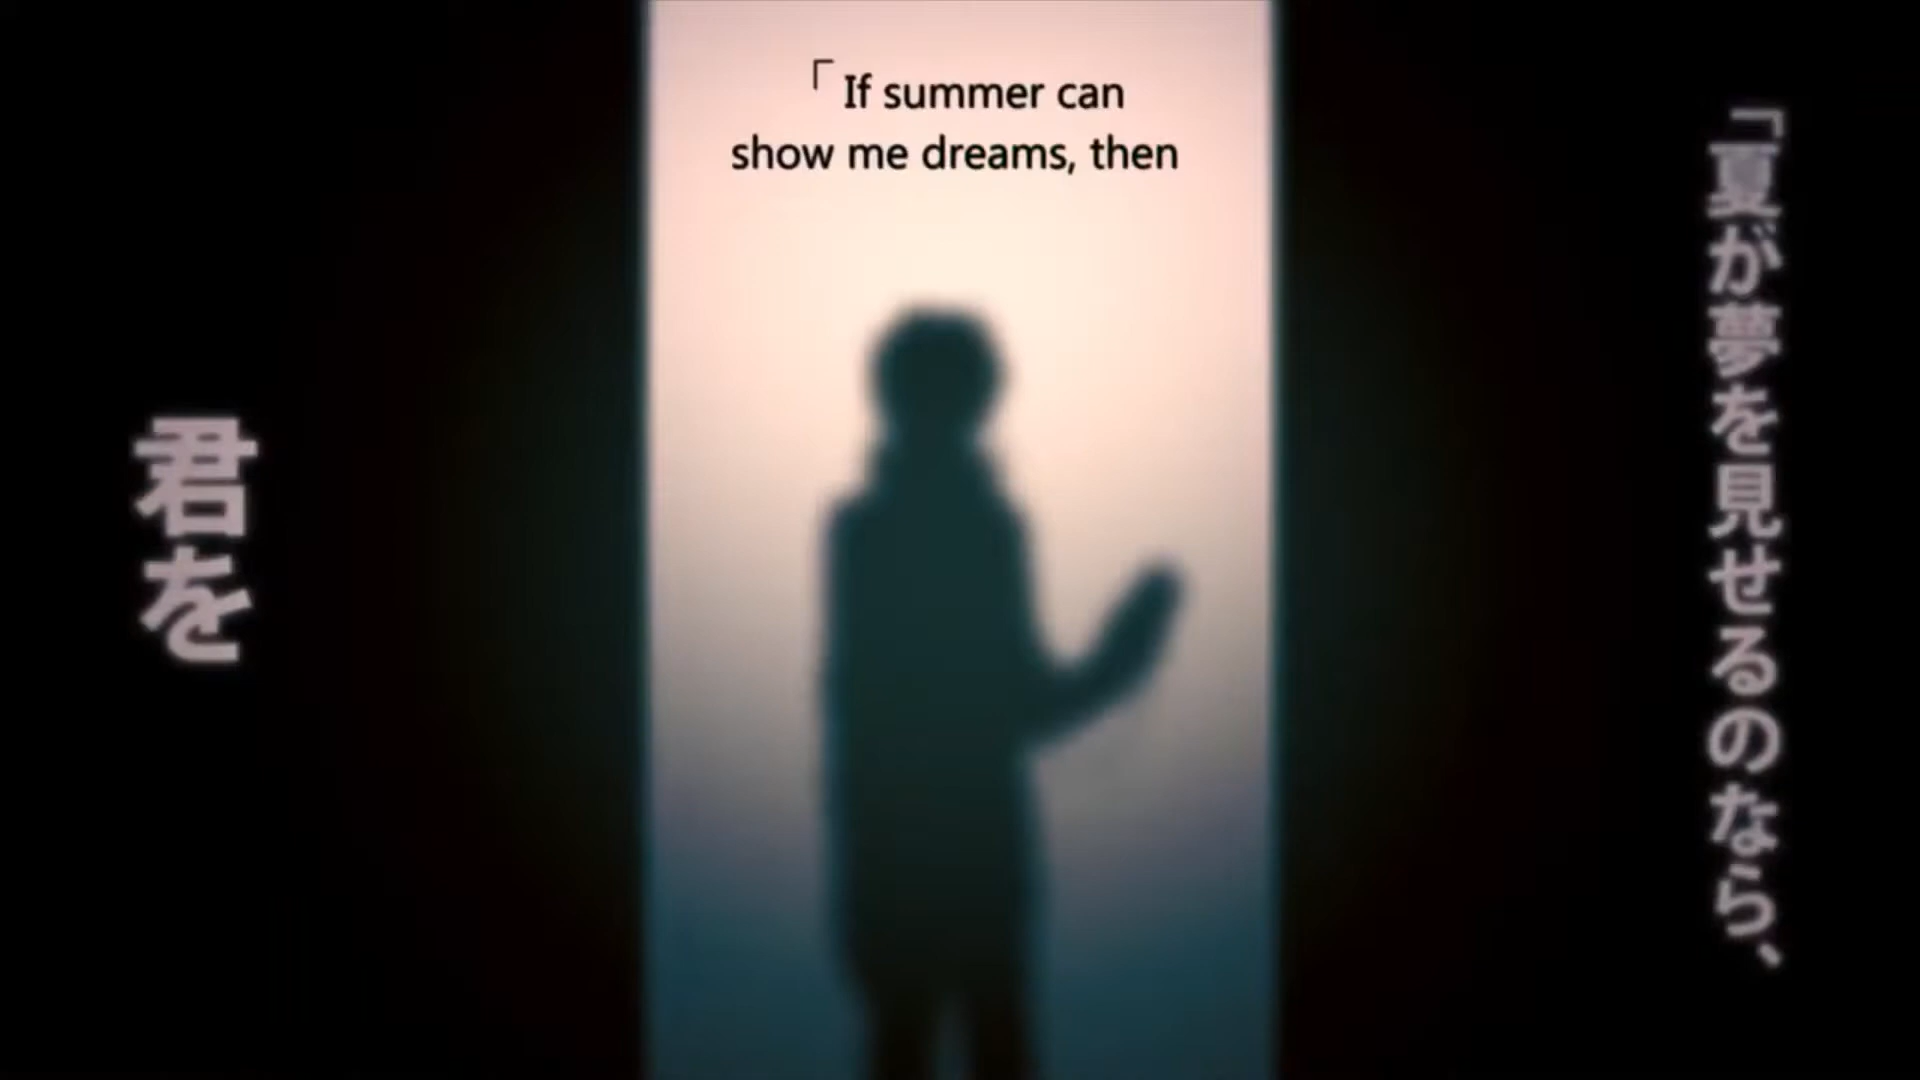 「 If summer can
show me dreams, then
「夏が夢を見せるのなら、
君を